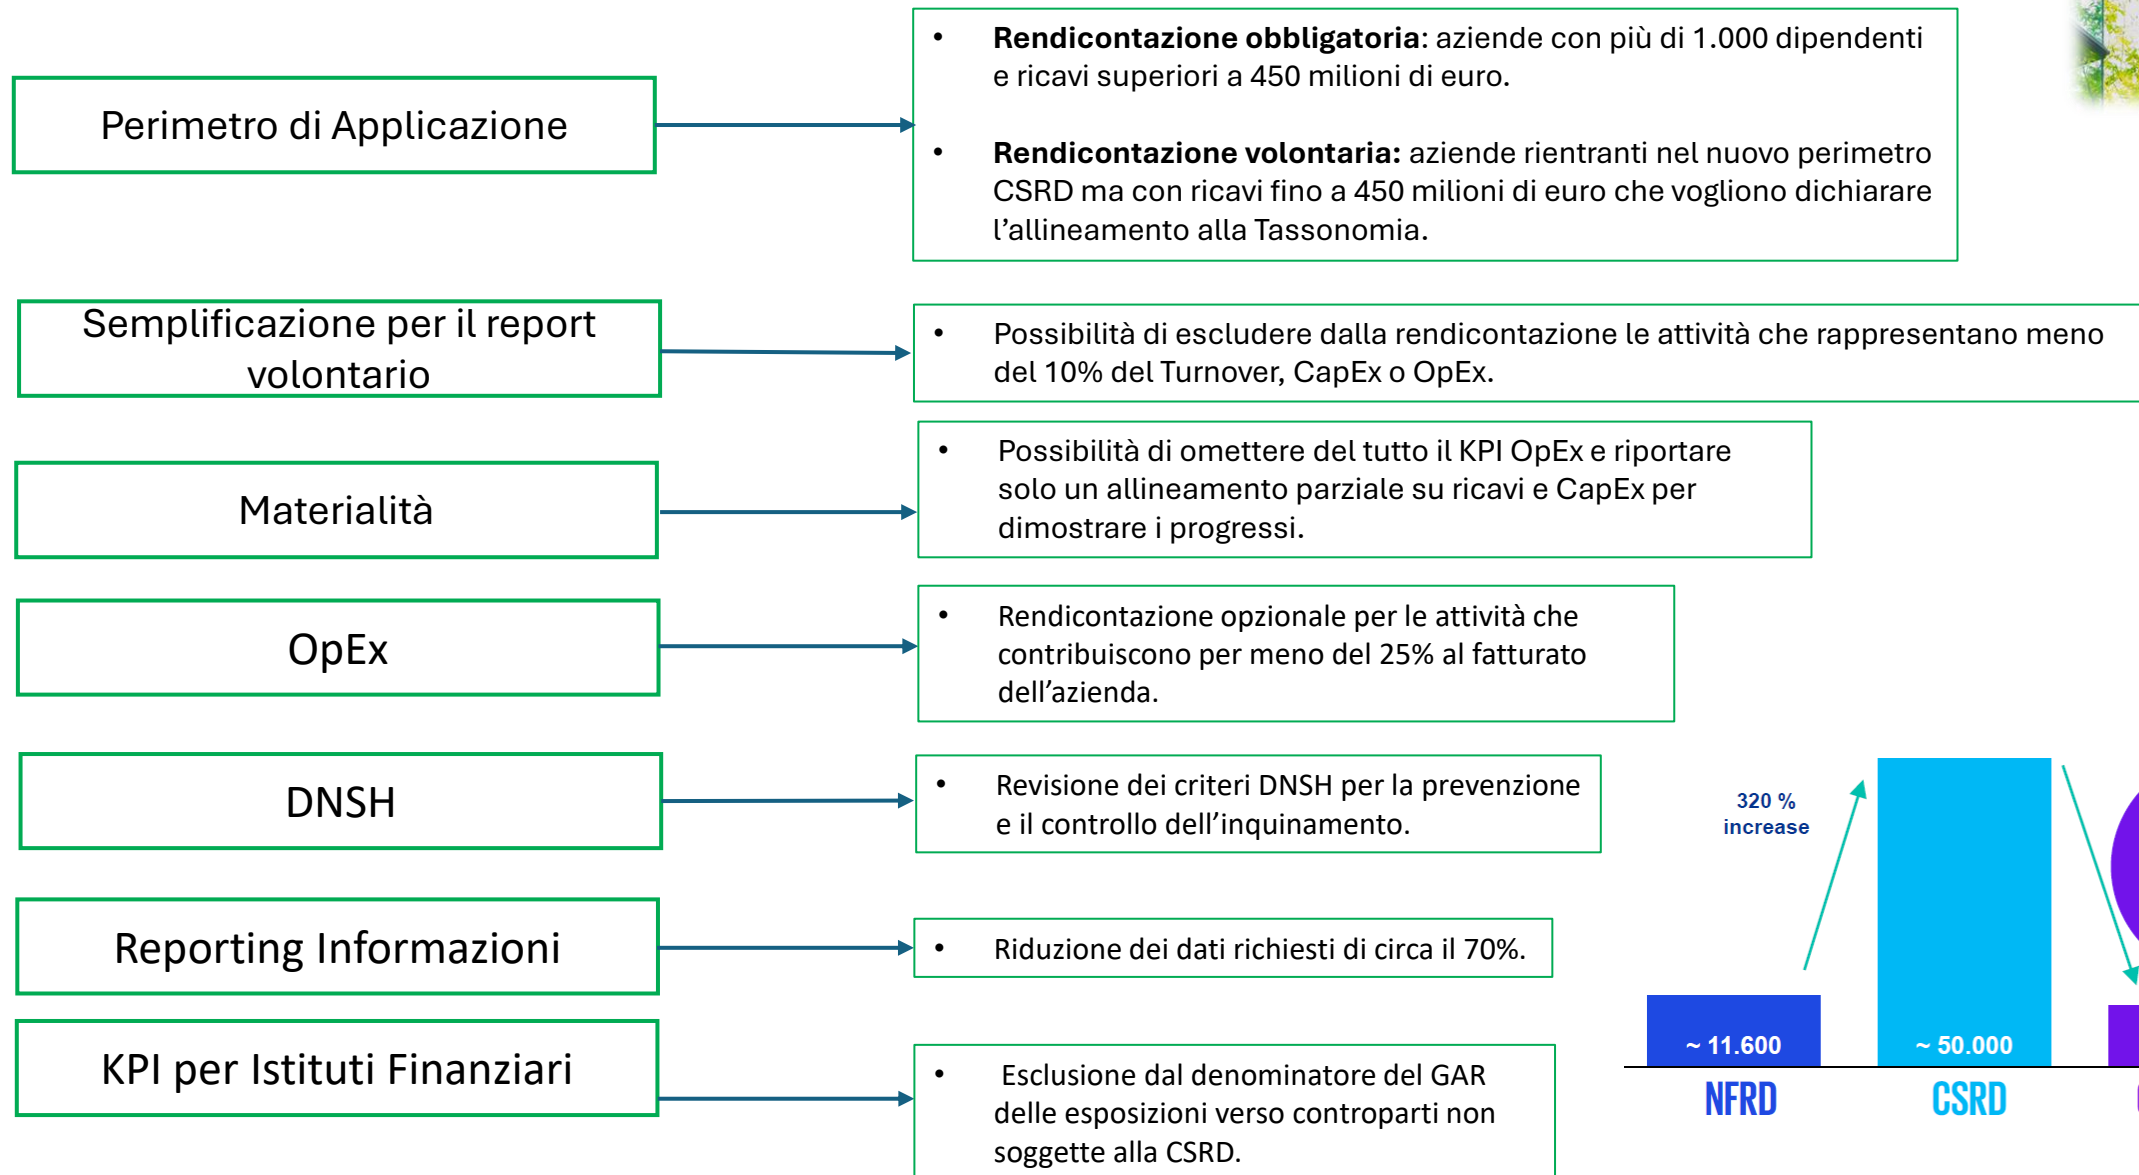 Perimetro di Applicazione
• Rendicontazione obbligatoria: aziende con più di 1.000 dipendenti
e ricavi superiori a 450 milioni di euro.
• Rendicontazione volontaria: aziende rientranti nel nuovo perimetro
CSRD ma con ricavi fino a 450 milioni di euro che vogliono dichiarare
l'allineamento alla Tassonomia.
Semplificazione per il report
volontario
• Possibilità di escludere dalla rendicontazione le attività che rappresentano meno
del 10% del Turnover, CapEx o OpEx.
Materialità
• Possibilità di omettere del tutto il KPI OpEx e riportare
solo un allineamento parziale su ricavi e CapEx per
dimostrare i progressi.
OpEx
• Rendicontazione opzionale per le attività che
contribuiscono per meno del 25% al fatturato
dell'azienda.
DNSH
• Revisione dei criteri DNSH per la prevenzione
e il controllo dell'inquinamento.
Reporting Informazioni
• Riduzione dei dati richiesti di circa il 70%.
KPI per Istituti Finanziari
• Esclusione dal denominatore del GAR
delle esposizioni verso controparti non
soggette alla CSRD.
320 %
increase
~ 11.600
~ 50.000
NFRD
CSRD